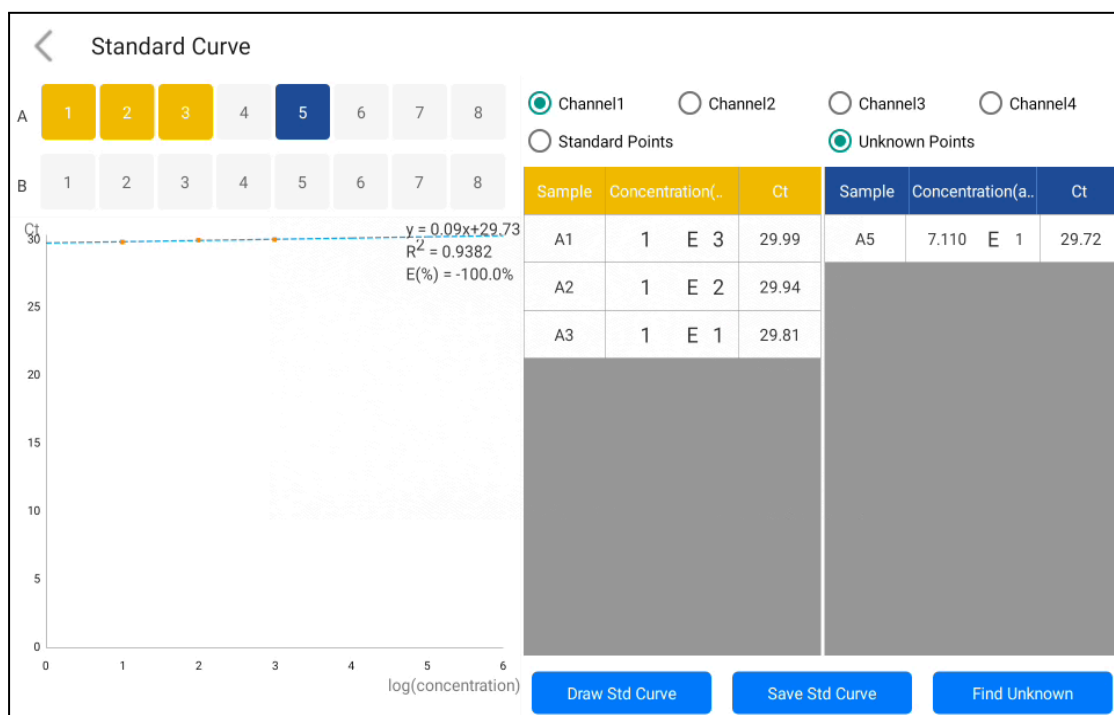 Standard Curve
A 1 2 3 4 5 6 7 8
B 1 2 3 4 5 6 7 8
Channel1 Channel2 Channel3 Channel4
Standard Points Unknown Points
Sample Concentration(.. Ct
A1 1 E 3 29.99
A2 1 E 2 29.94
A3 1 E 1 29.81
Sample Concentration(a.. Ct
A5 7.110 E 1 29.72
Ct
y = 0.09x+29.73
R2 = 0.9382
E(%) = -100.0%
30
25
20
15
10
5
0
0 1 2 3 4 5 6
log(concentration)
Draw Std Curve Save Std Curve Find Unknown